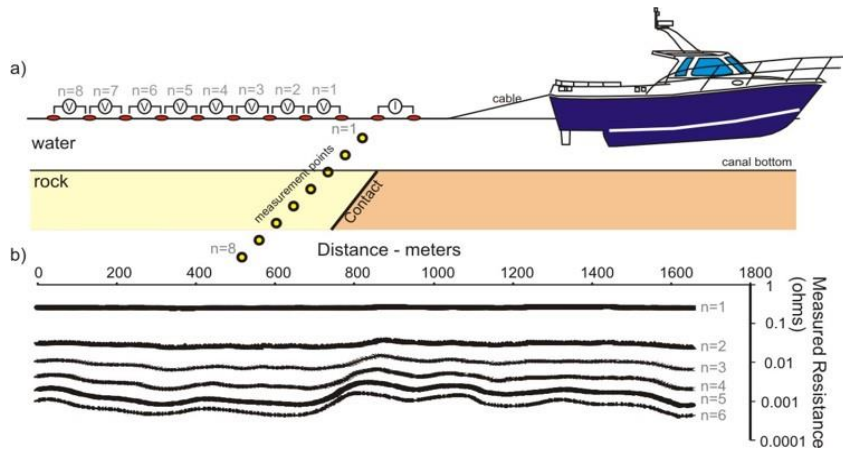 a)
n=8 n=7 n=6 n=5 n=4 n=3 n=2 n=1
V V V V V V V V I
cable
n=1
water
canal bottom
rock
measurement points
Contact
n=8
b)
Distance - meters
0 200 400 600 800 1000 1200 1400 1600 1800
1
n=1
0.1
n=2
0.01
n=3
n=4
0.001
n=5
n=6
0.0001
Measured Resistance
(ohms)